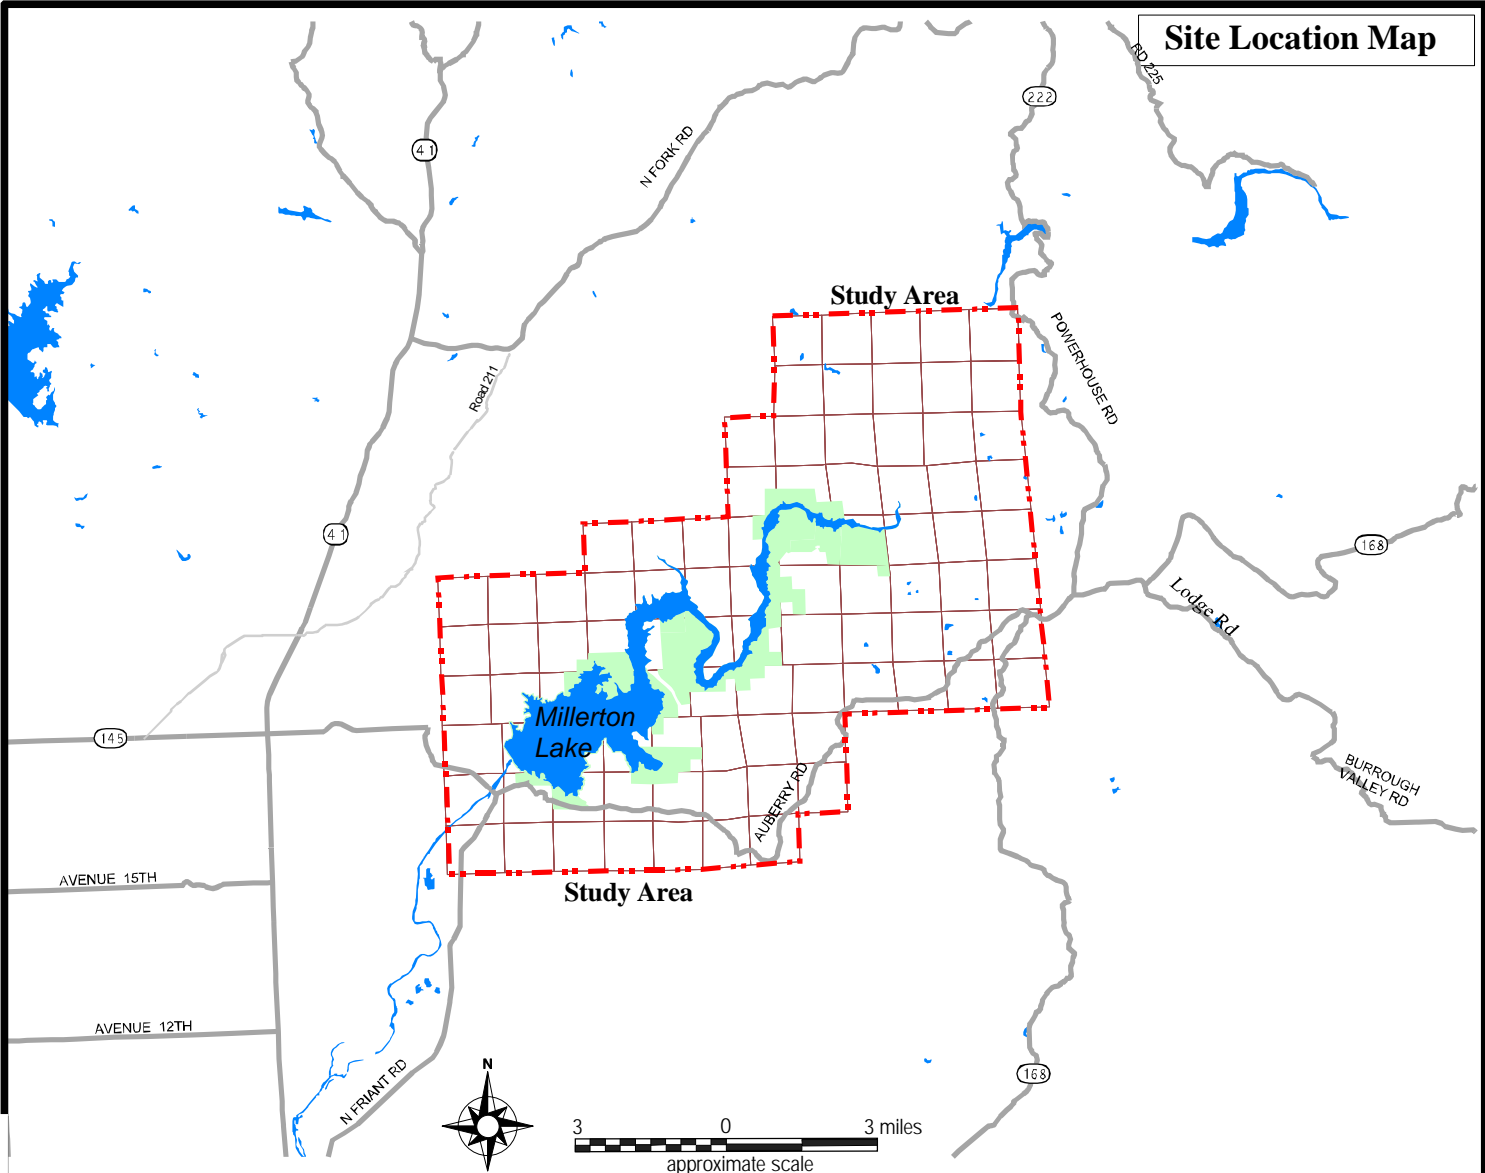 Site Location Map
RD 225
222
41
N FORK RD
Study Area
POWERHOUSE RD
Road 211
41
168
Lodge Rd
Millerton
Lake
145
AUBERRY RD
BURROUGH
VALLEY RD
AVENUE 15TH
Study Area
AVENUE 12TH
N FRIANT RD
N
168
3 0 3 miles
approximate scale